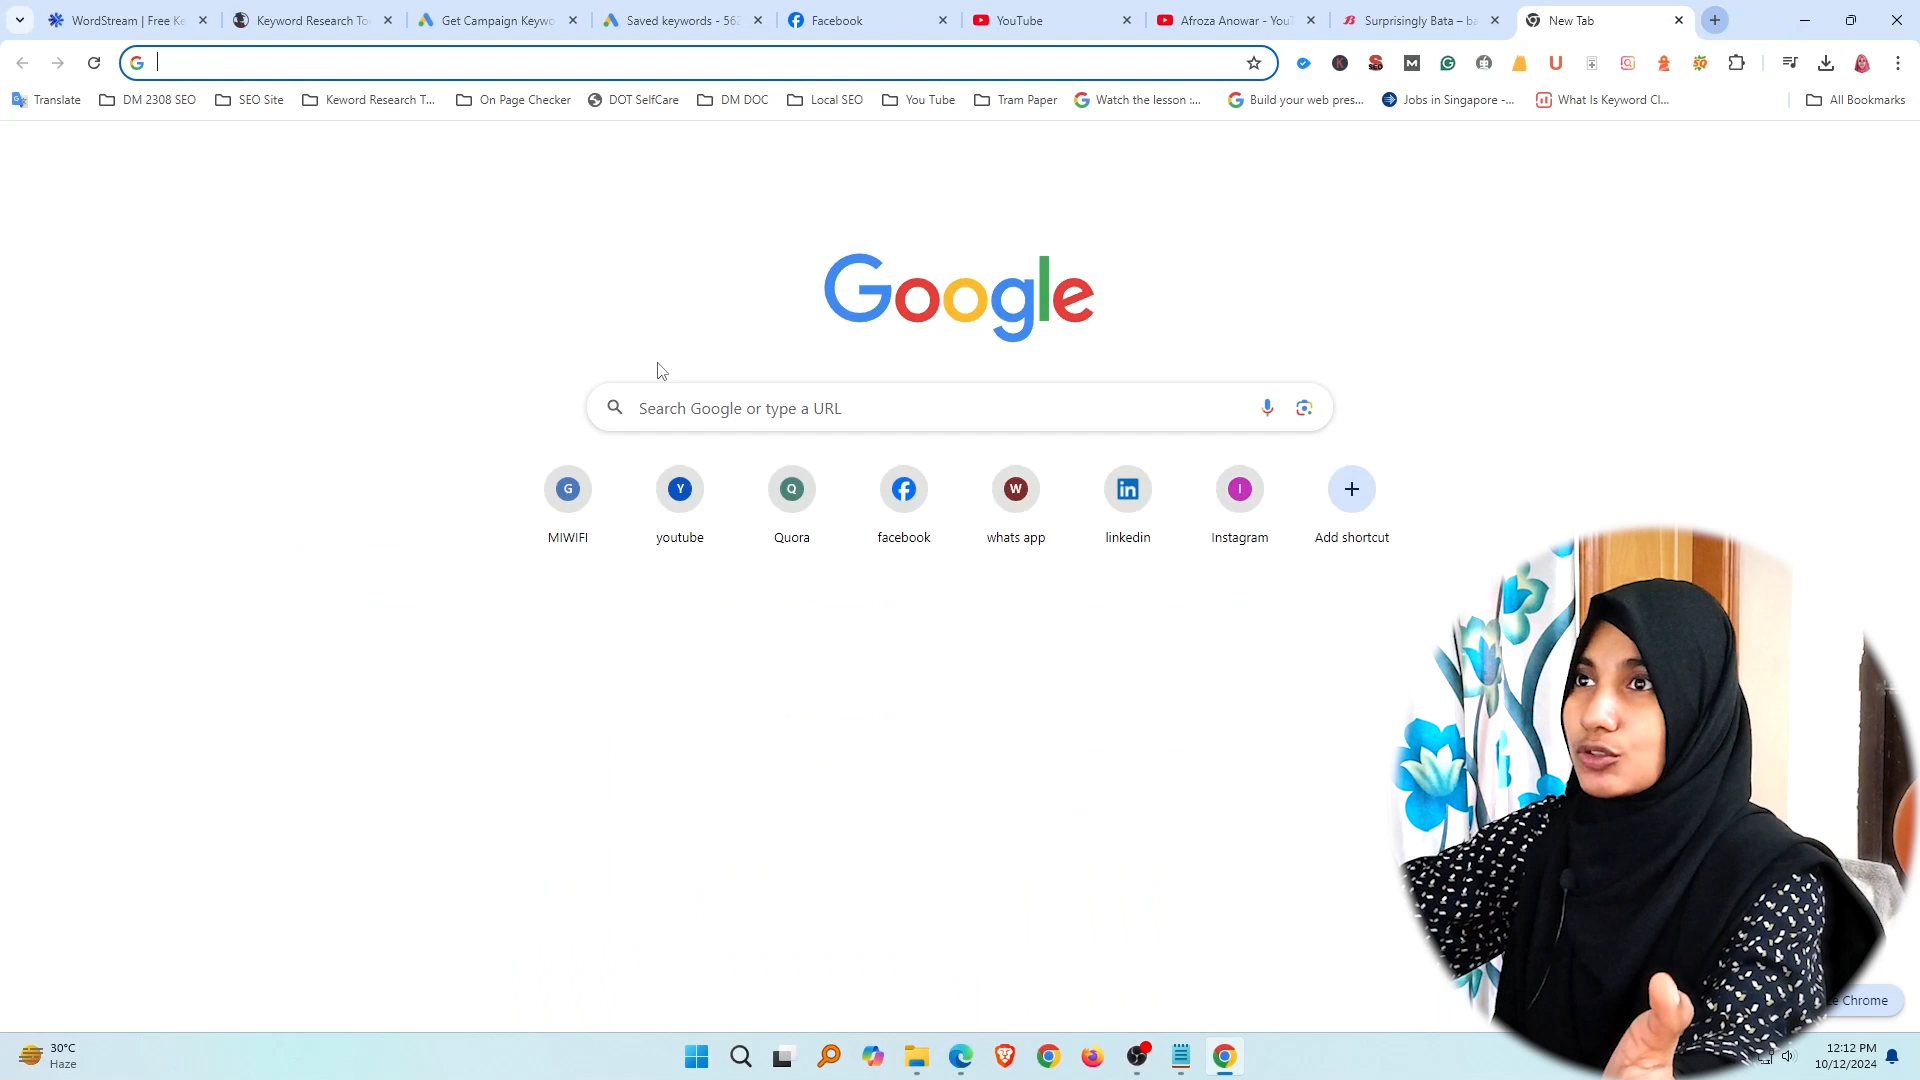 WordStream | Free Ke
Keyword Research To
Get Campaign Keywo
Saved keywords - 562
Facebook
YouTube
Afroza Anowar - YouT
Surprisingly Bata – ba
New Tab
Translate
DM 2308 SEO
SEO Site
Keword Research T...
On Page Checker
DOT SelfCare
DM DOC
Local SEO
You Tube
Tram Paper
Watch the lesson :...
Build your web pres...
Jobs in Singapore -...
What Is Keyword Cl...
All Bookmarks
Google
Search Google or type a URL
G
Y
Q
W
in
I
MIWIFI
youtube
Quora
facebook
whats app
linkedin
Instagram
Add shortcut
Chrome
30°C
Haze
12:12 PM
10/12/2024